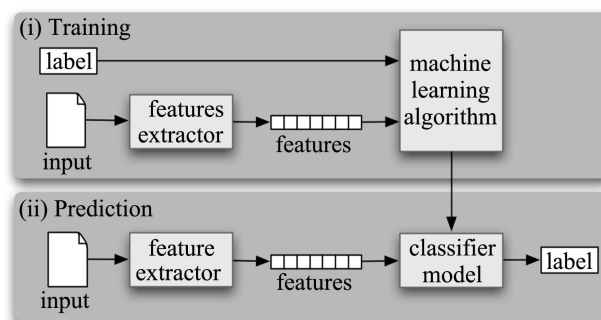 (i) Training
label
machine
learning
algorithm
features
extractor
input
features
(ii) Prediction
feature
extractor
classifier
model
label
input
features